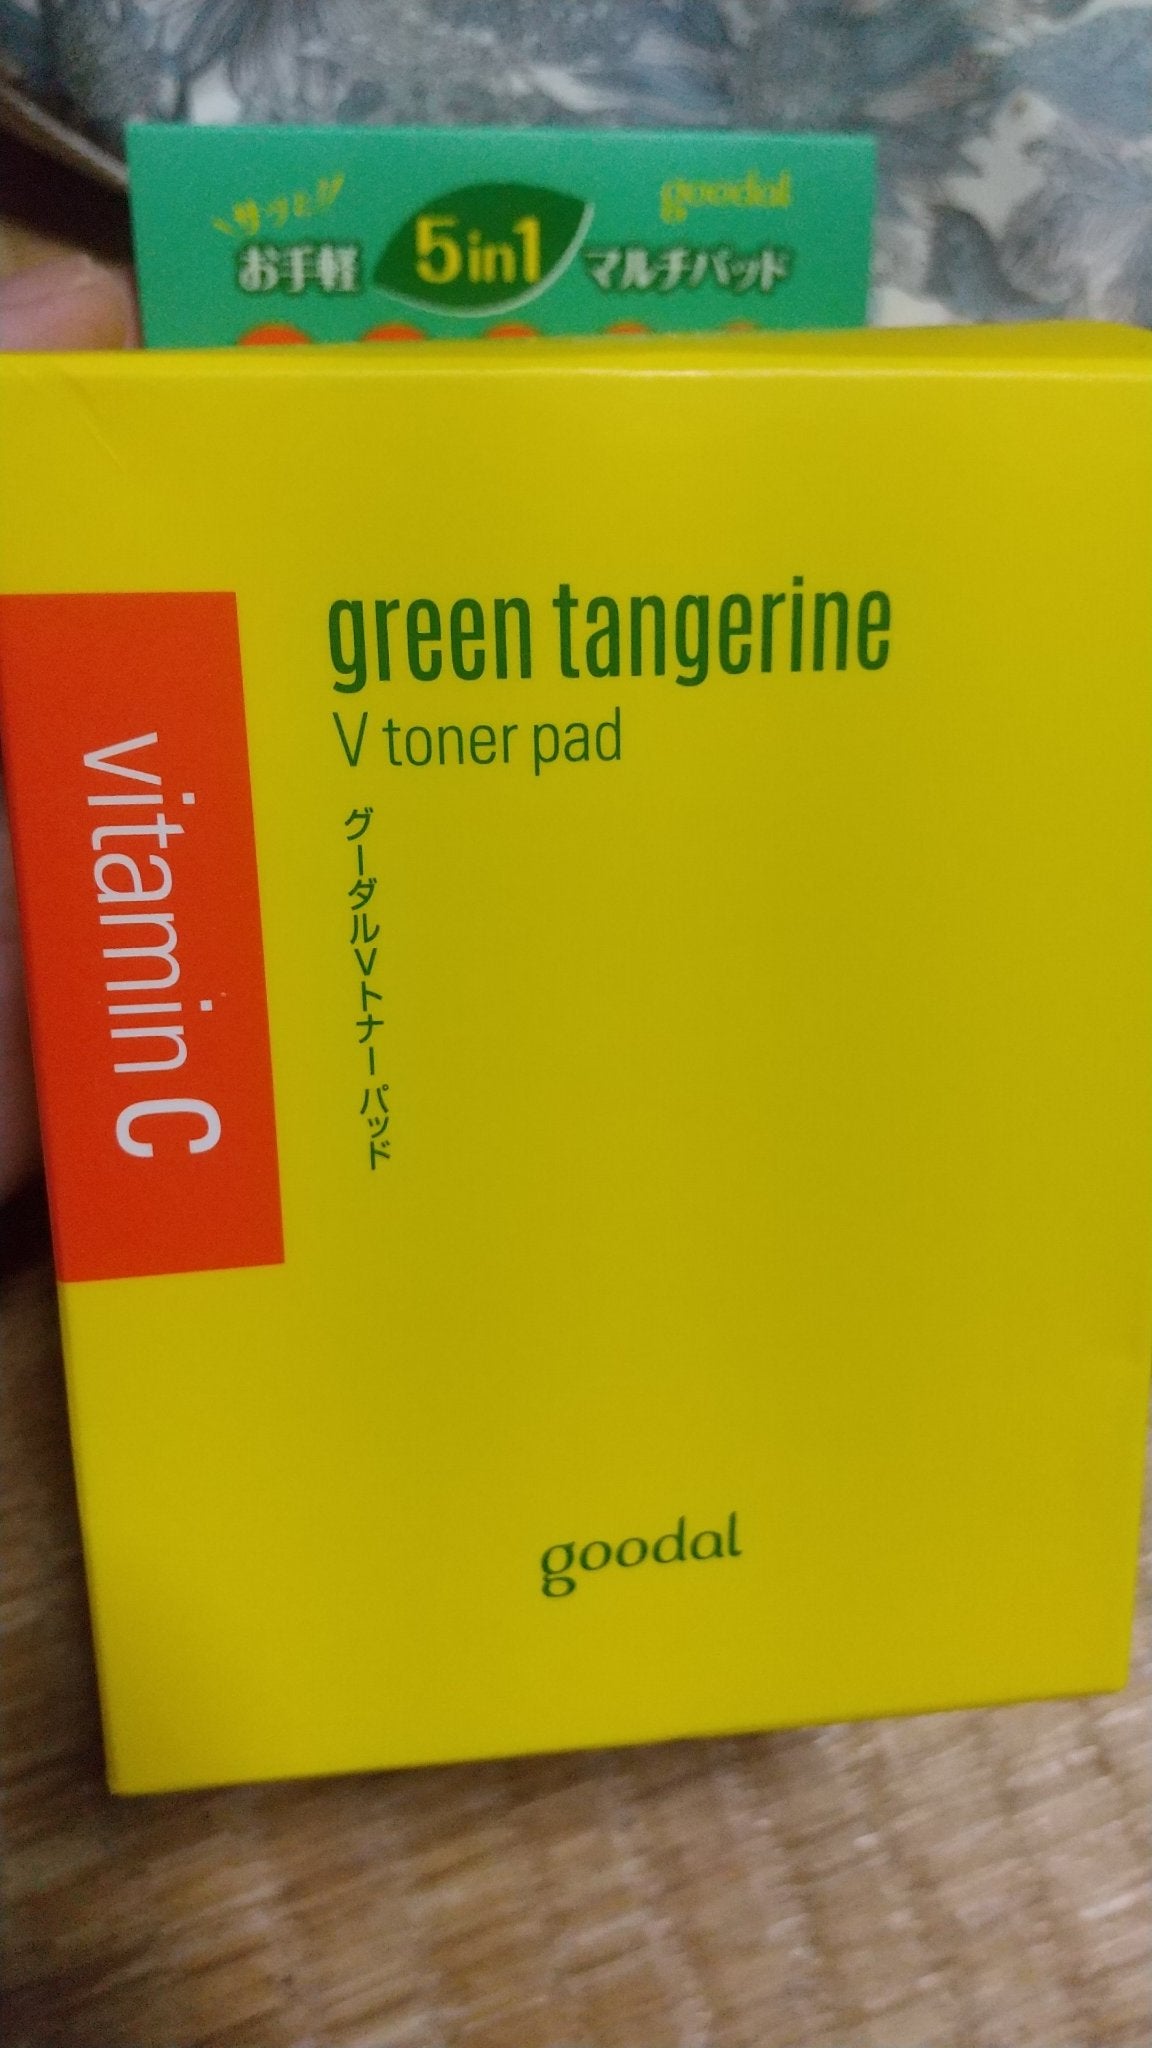 サッと!!
goodal
お手軽 5in1 マルチパッド
green tangerine
V toner pad
グーダルVトナーパッド
vitamin C
goodal